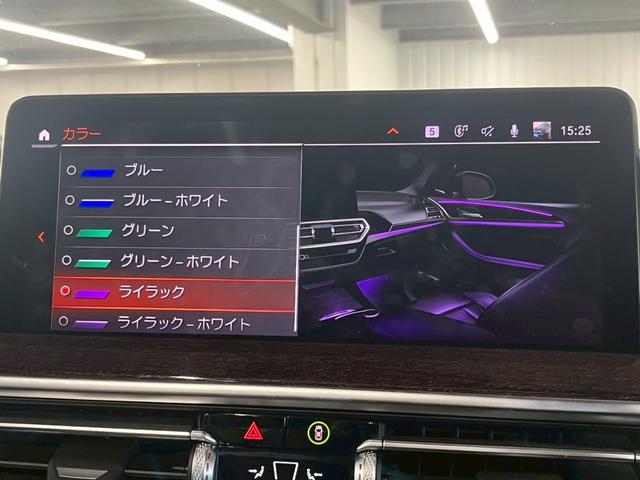 カラー
5
15:25
ブルー
ブルー−ホワイト
グリーン
グリーン−ホワイト
ライラック
ライラック−ホワイト